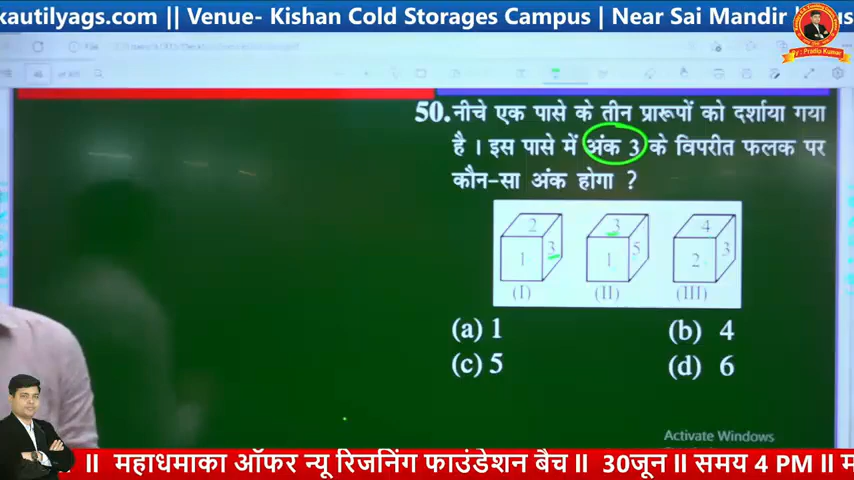 kautilyags.com || Venue- Kishan Cold Storages Campus | Near Sai Mandir
Pradip Kumar
50. नीचे एक पासे के तीन प्रारूपों को दर्शाया गया
है । इस पासे में अंक 3 के विपरीत फलक पर
कौन-सा अंक होगा ?
2 3 4
1 3 1 5 2 3
(I) (II) (III)
(a) 1 (b) 4
(c) 5 (d) 6
Activate Windows
॥ महाधमाका ऑफर न्यू रिजनिंग फाउंडेशन बैच ॥ 30जून ॥ समय 4 PM ॥